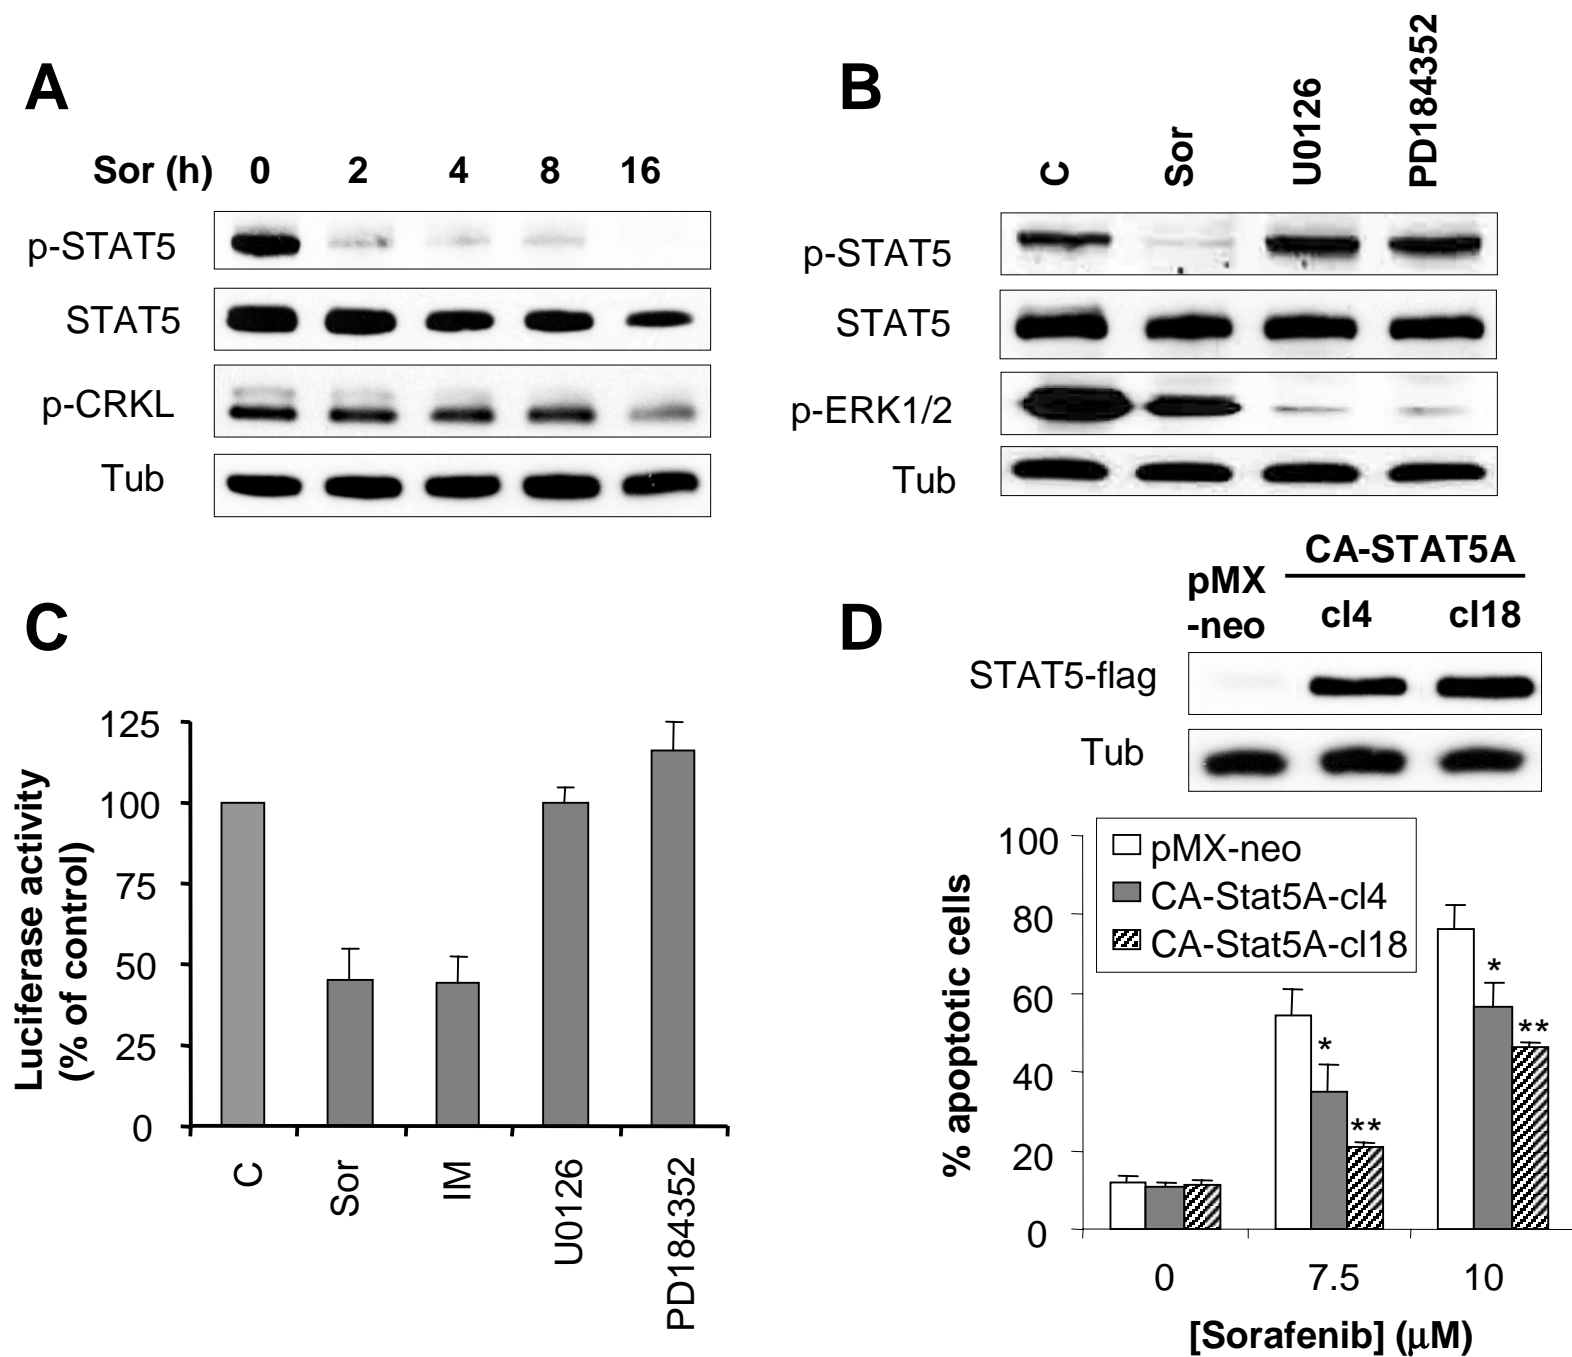 A
Sor (h) 0 2 4 8 16
p-STAT5
STAT5
p-CRKL
Tub
B
C Sor U0126 PD184352
p-STAT5
STAT5
p-ERK1/2
Tub
C
Luciferase activity
(% of control)
125
100
75
50
25
0
C Sor IM U0126 PD184352
D
CA-STAT5A
pMX
-neo cl4 cl18
STAT5-flag
Tub
% apoptotic cells
100
80
60
40
20
0
pMX-neo
CA-Stat5A-cl4
CA-Stat5A-cl18
* ** * **
0 7.5 10
[Sorafenib] (μM)